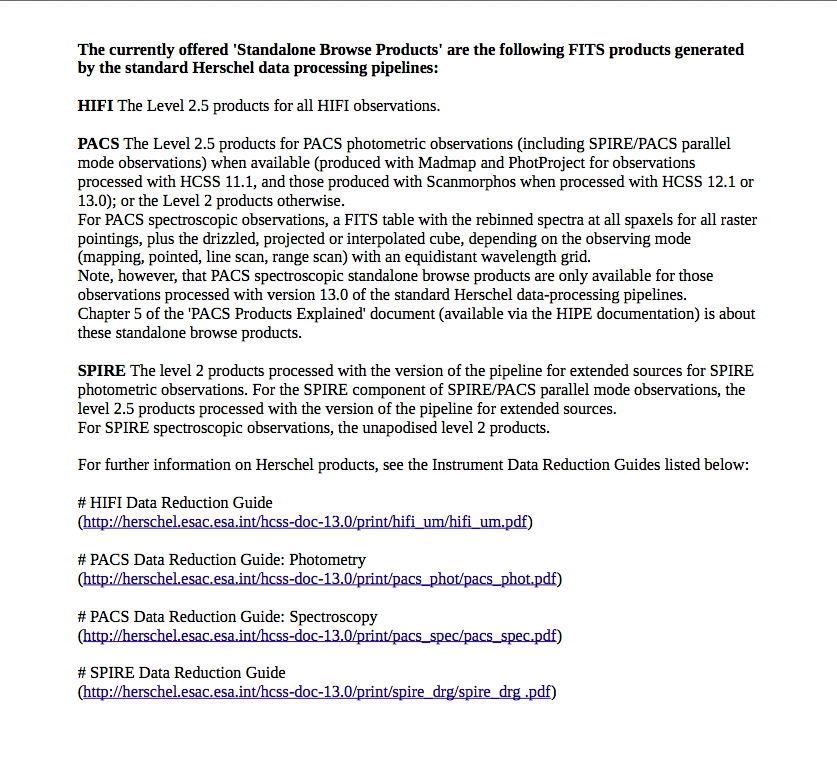 The currently offered 'Standalone Browse Products' are the following FITS products generated
by the standard Herschel data processing pipelines:
HIFI The Level 2.5 products for all HIFI observations.
PACS The Level 2.5 products for PACS photometric observations (including SPIRE/PACS parallel
mode observations) when available (produced with Madmap and PhotProject for observations
processed with HCSS 11.1, and those produced with Scanmorphos when processed with HCSS 12.1 or
13.0); or the Level 2 products otherwise.
For PACS spectroscopic observations, a FITS table with the rebinned spectra at all spaxels for all raster
pointings, plus the drizzled, projected or interpolated cube, depending on the observing mode
(mapping, pointed, line scan, range scan) with an equidistant wavelength grid.
Note, however, that PACS spectroscopic standalone browse products are only available for those
observations processed with version 13.0 of the standard Herschel data-processing pipelines.
Chapter 5 of the 'PACS Products Explained' document (available via the HIPE documentation) is about
these standalone browse products.
SPIRE The level 2 products processed with the version of the pipeline for extended sources for SPIRE
photometric observations. For the SPIRE component of SPIRE/PACS parallel mode observations, the
level 2.5 products processed with the version of the pipeline for extended sources.
For SPIRE spectroscopic observations, the unapodised level 2 products.
For further information on Herschel products, see the Instrument Data Reduction Guides listed below:
# HIFI Data Reduction Guide
(http://herschel.esac.esa.int/hcss-doc-13.0/print/hifi_um/hifi_um.pdf)
# PACS Data Reduction Guide: Photometry
(http://herschel.esac.esa.int/hcss-doc-13.0/print/pacs_phot/pacs_phot.pdf)
# PACS Data Reduction Guide: Spectroscopy
(http://herschel.esac.esa.int/hcss-doc-13.0/print/pacs_spec/pacs_spec.pdf)
# SPIRE Data Reduction Guide
(http://herschel.esac.esa.int/hcss-doc-13.0/print/spire_drg/spire_drg .pdf)